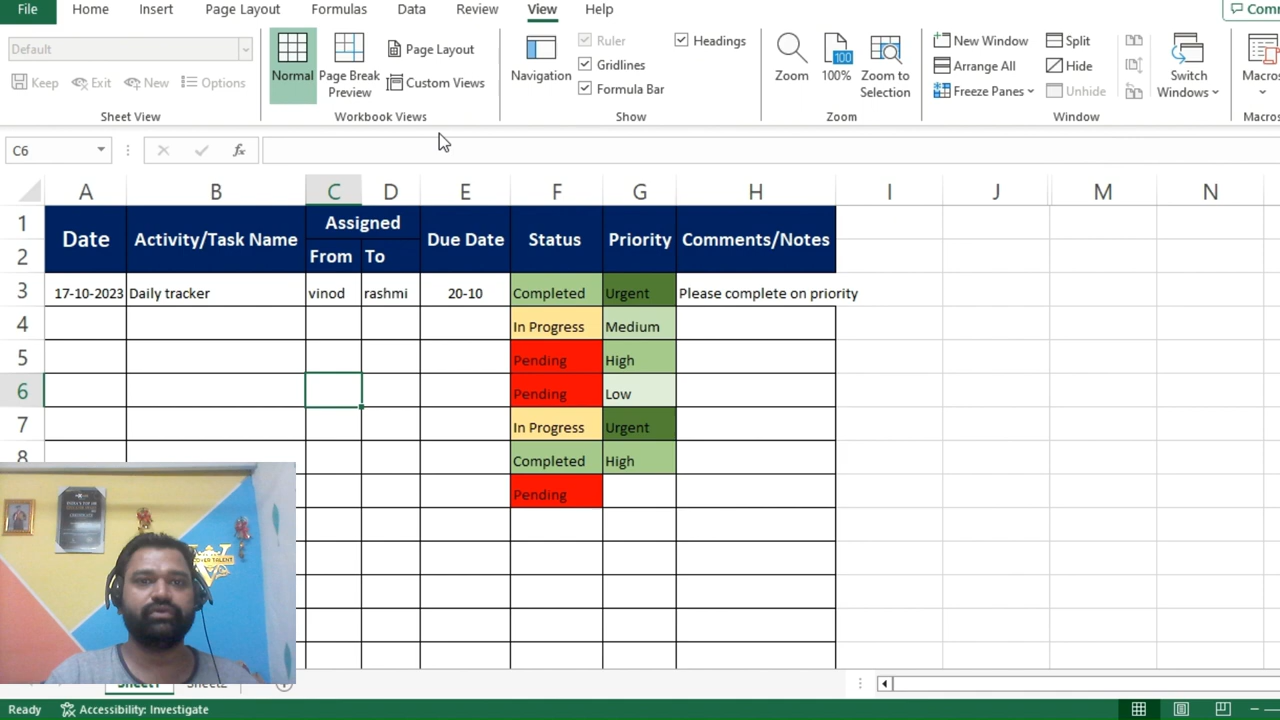 File Home Insert Page Layout Formulas Data Review View Help
Default
Keep Exit New Options
Sheet View
Normal
Page Break Preview
Page Layout
Custom Views
Workbook Views
Navigation
Ruler
Gridlines
Formula Bar
Headings
Show
Zoom
100
100%
Zoom to Selection
Zoom
New Window
Arrange All
Freeze Panes
Split
Hide
Unhide
Switch Windows
Window
Macros
Macros
C6 fx
A B C D E F G H I J M N
1 Date Activity/Task Name Assigned Due Date Status Priority Comments/Notes
2 From To
3 17-10-2023 Daily tracker vinod rashmi 20-10 Completed Urgent Please complete on priority
4 In Progress Medium
5 Pending High
6 Pending Low
7 In Progress Urgent
8 Completed High
Pending
Ready Accessibility: Investigate